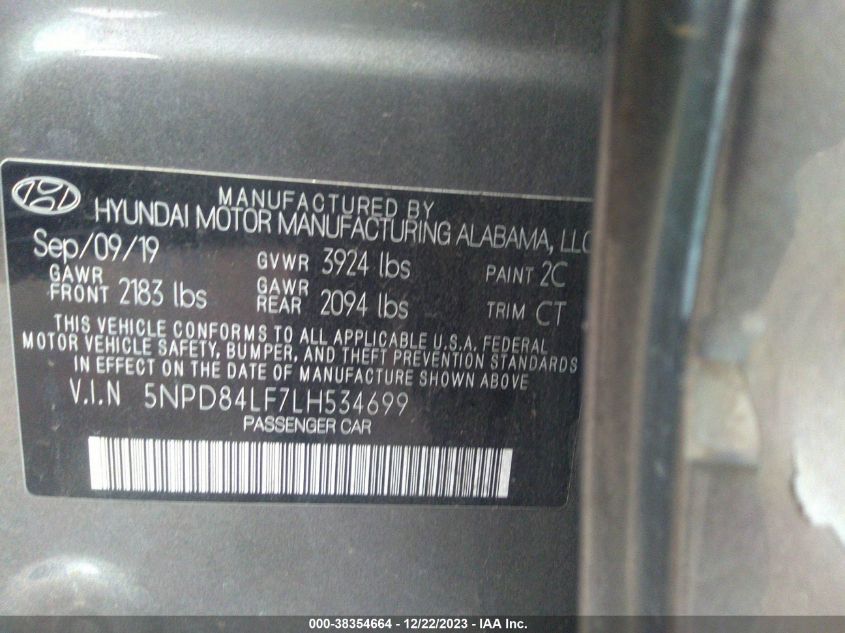 MANUFACTURED BY
HYUNDAI MOTOR MANUFACTURING ALABAMA, LLC
Sep/09/19 GVWR 3924 lbs PAINT 2C
GAWR FRONT 2183 lbs GAWR REAR 2094 lbs TRIM CT
THIS VEHICLE CONFORMS TO ALL APPLICABLE U.S.A. FEDERAL
MOTOR VEHICLE SAFETY, BUMPER, AND THEFT PREVENTION STANDARDS
IN EFFECT ON THE DATE OF MANUFACTURE SHOWN ABOVE
V.I.N 5NPD84LF7LH534699
PASSENGER CAR
000-38354664 - 12/22/2023 - IAA Inc.